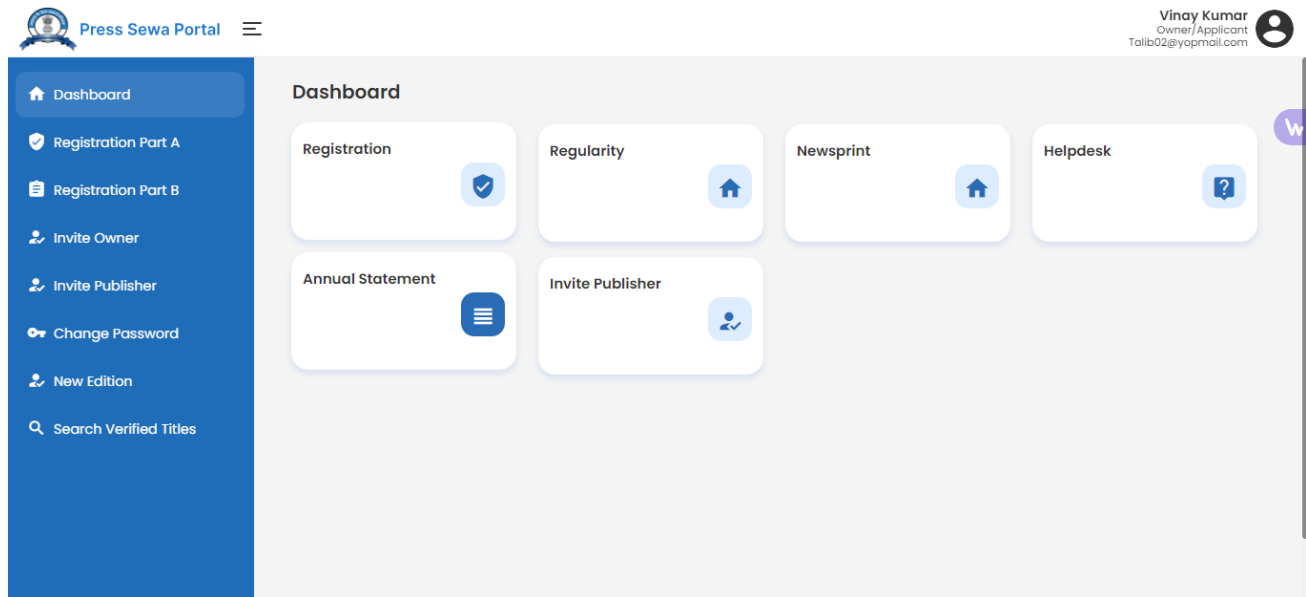 Press Sewa Portal
Vinay Kumar
Owner/Applicant
Talib02@yopmail.com
Dashboard
Registration Part A
Registration Part B
Invite Owner
Invite Publisher
Change Password
New Edition
Search Verified Titles
Dashboard
Registration
Regularity
Newsprint
Helpdesk
Annual Statement
Invite Publisher